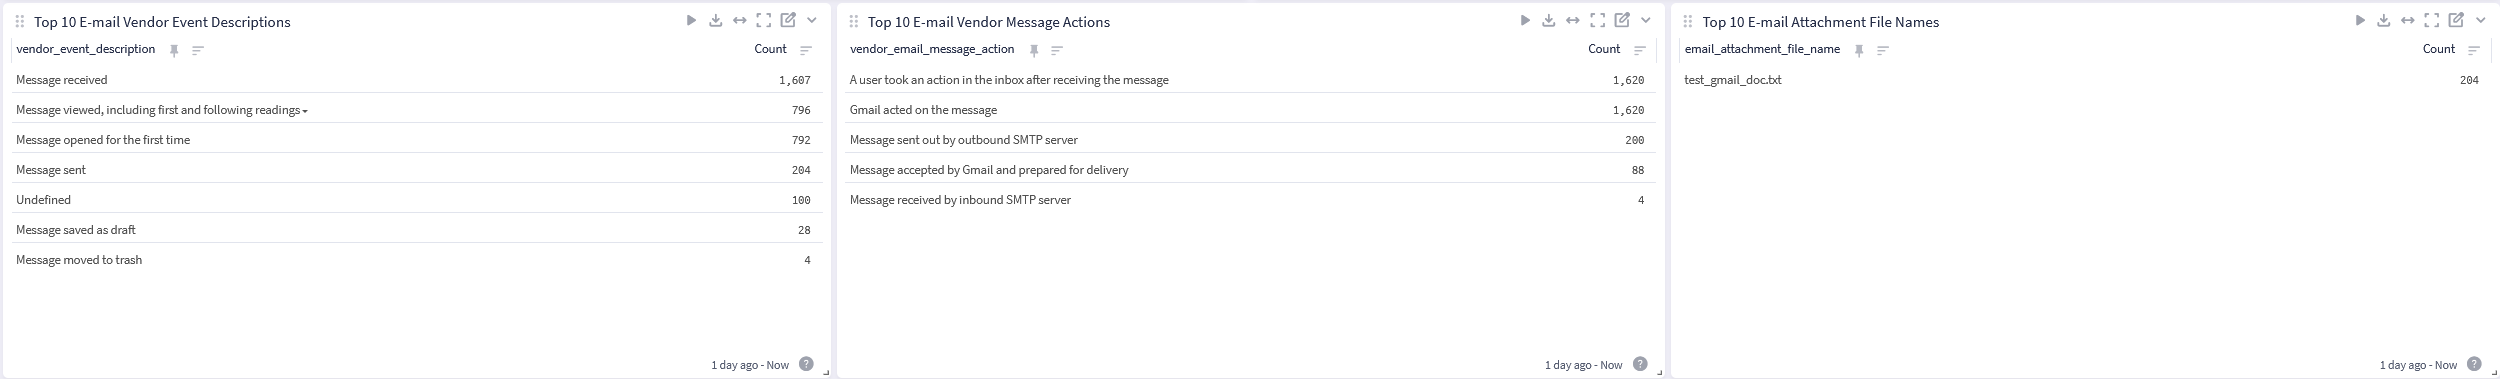 Top 10 E-mail Vendor Event Descriptions
vendor_event_description Count
Message received 1,607
Message viewed, including first and following readings 796
Message opened for the first time 792
Message sent 204
Undefined 100
Message saved as draft 28
Message moved to trash 4
1 day ago - Now ?
Top 10 E-mail Vendor Message Actions
vendor_email_message_action Count
A user took an action in the inbox after receiving the message 1,620
Gmail acted on the message 1,620
Message sent out by outbound SMTP server 200
Message accepted by Gmail and prepared for delivery 88
Message received by inbound SMTP server 4
1 day ago - Now ?
Top 10 E-mail Attachment File Names
email_attachment_file_name Count
test_gmail_doc.txt 204
1 day ago - Now ?